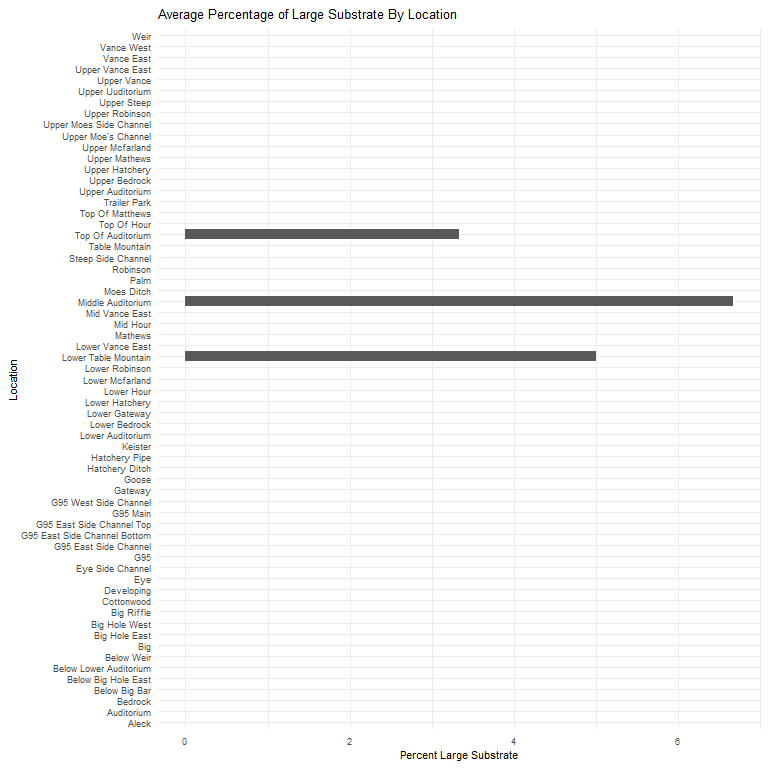 Average Percentage of Large Substrate By Location
Weir
Vance West
Vance East
Upper Vance East
Upper Vance
Upper Uuditorium
Upper Steep
Upper Robinson
Upper Moes Side Channel
Upper Moe's Channel
Upper Mcfarland
Upper Mathews
Upper Hatchery
Upper Bedrock
Upper Auditorium
Trailer Park
Top Of Matthews
Top Of Hour
Top Of Auditorium
Table Mountain
Steep Side Channel
Robinson
Palm
Moes Ditch
Middle Auditorium
Mid Vance East
Mid Hour
Mathews
Lower Vance East
Lower Table Mountain
Lower Robinson
Lower Mcfarland
Lower Hour
Lower Hatchery
Lower Gateway
Lower Bedrock
Lower Auditorium
Keister
Hatchery Pipe
Hatchery Ditch
Goose
Gateway
G95 West Side Channel
G95 Main
G95 East Side Channel Top
G95 East Side Channel Bottom
G95 East Side Channel
G95
Eye Side Channel
Eye
Developing
Cottonwood
Big Riffle
Big Hole West
Big Hole East
Big
Below Weir
Below Lower Auditorium
Below Big Hole East
Below Big Bar
Bedrock
Auditorium
Aleck
Location
0 2 4 6
Percent Large Substrate